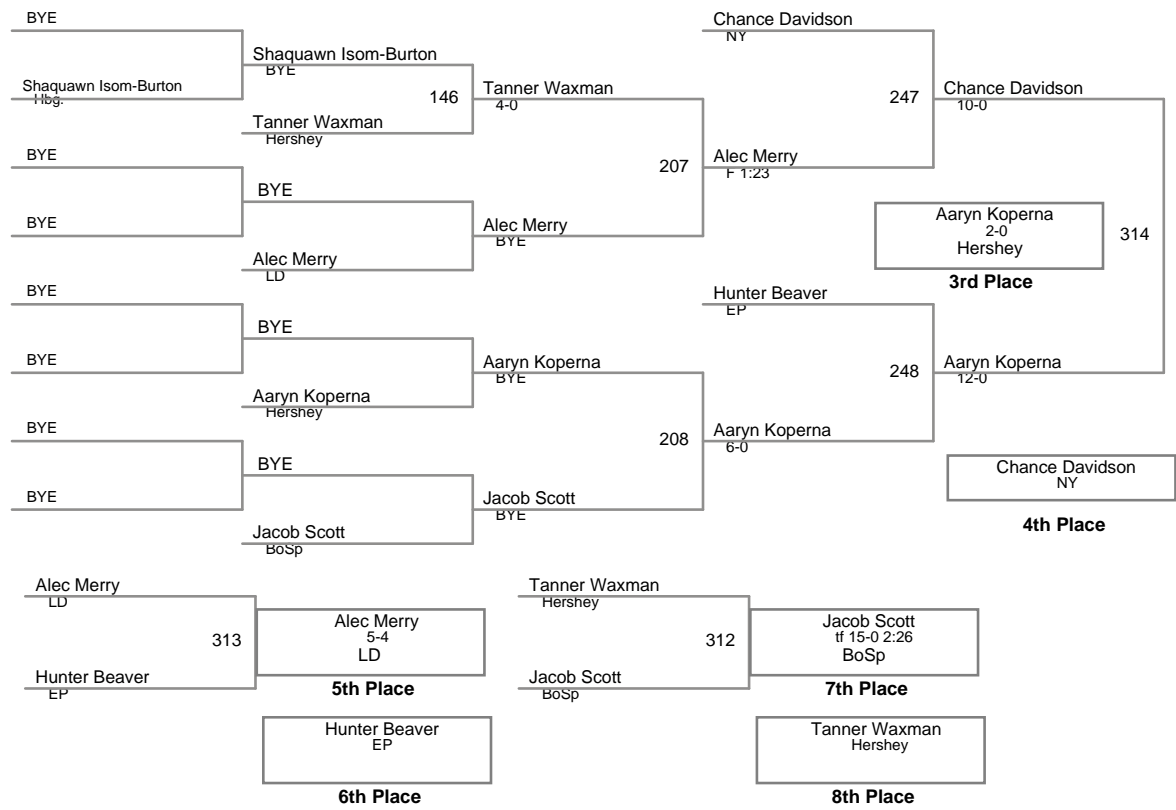 BYE
Chance Davidson
NY
Shaquawn Isom-Burton
BYE
Shaquawn Isom-Burton
Hbg.
146
Tanner Waxman
4-0
247
Chance Davidson
10-0
Tanner Waxman
Hershey
BYE
207
Alec Merry
F 1:23
BYE
BYE
Alec Merry
BYE
Aaryn Koperna
2-0
Hershey
314
Alec Merry
LD
3rd Place
BYE
Hunter Beaver
EP
BYE
BYE
Aaryn Koperna
BYE
248
Aaryn Koperna
12-0
Aaryn Koperna
Hershey
BYE
208
Aaryn Koperna
6-0
BYE
Chance Davidson
NY
BYE
Jacob Scott
BYE
4th Place
Jacob Scott
BoSp
Alec Merry
LD
Tanner Waxman
Hershey
313
Alec Merry
5-4
LD
312
Jacob Scott
tf 15-0 2:26
BoSp
Hunter Beaver
EP
5th Place
Jacob Scott
BoSp
7th Place
Hunter Beaver
EP
Tanner Waxman
Hershey
6th Place
8th Place